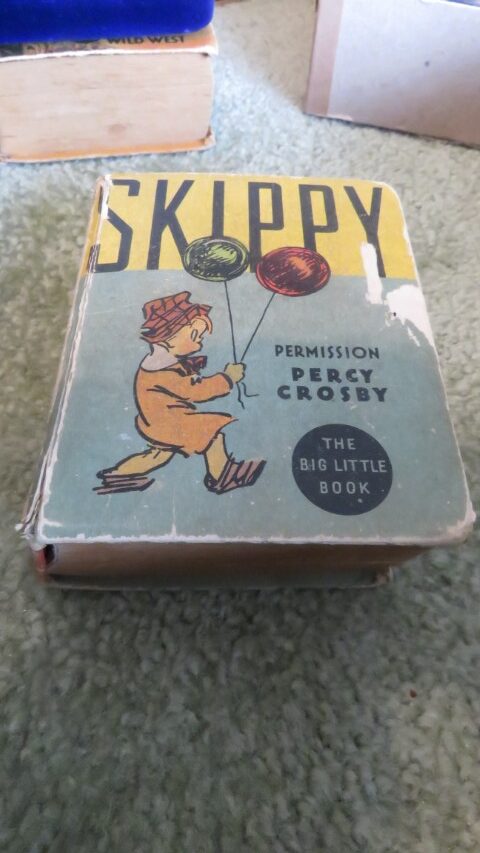 WILD WEST
SKIPPY
PERMISSION
PERCY
CROSBY
THE
BIG LITTLE
BOOK